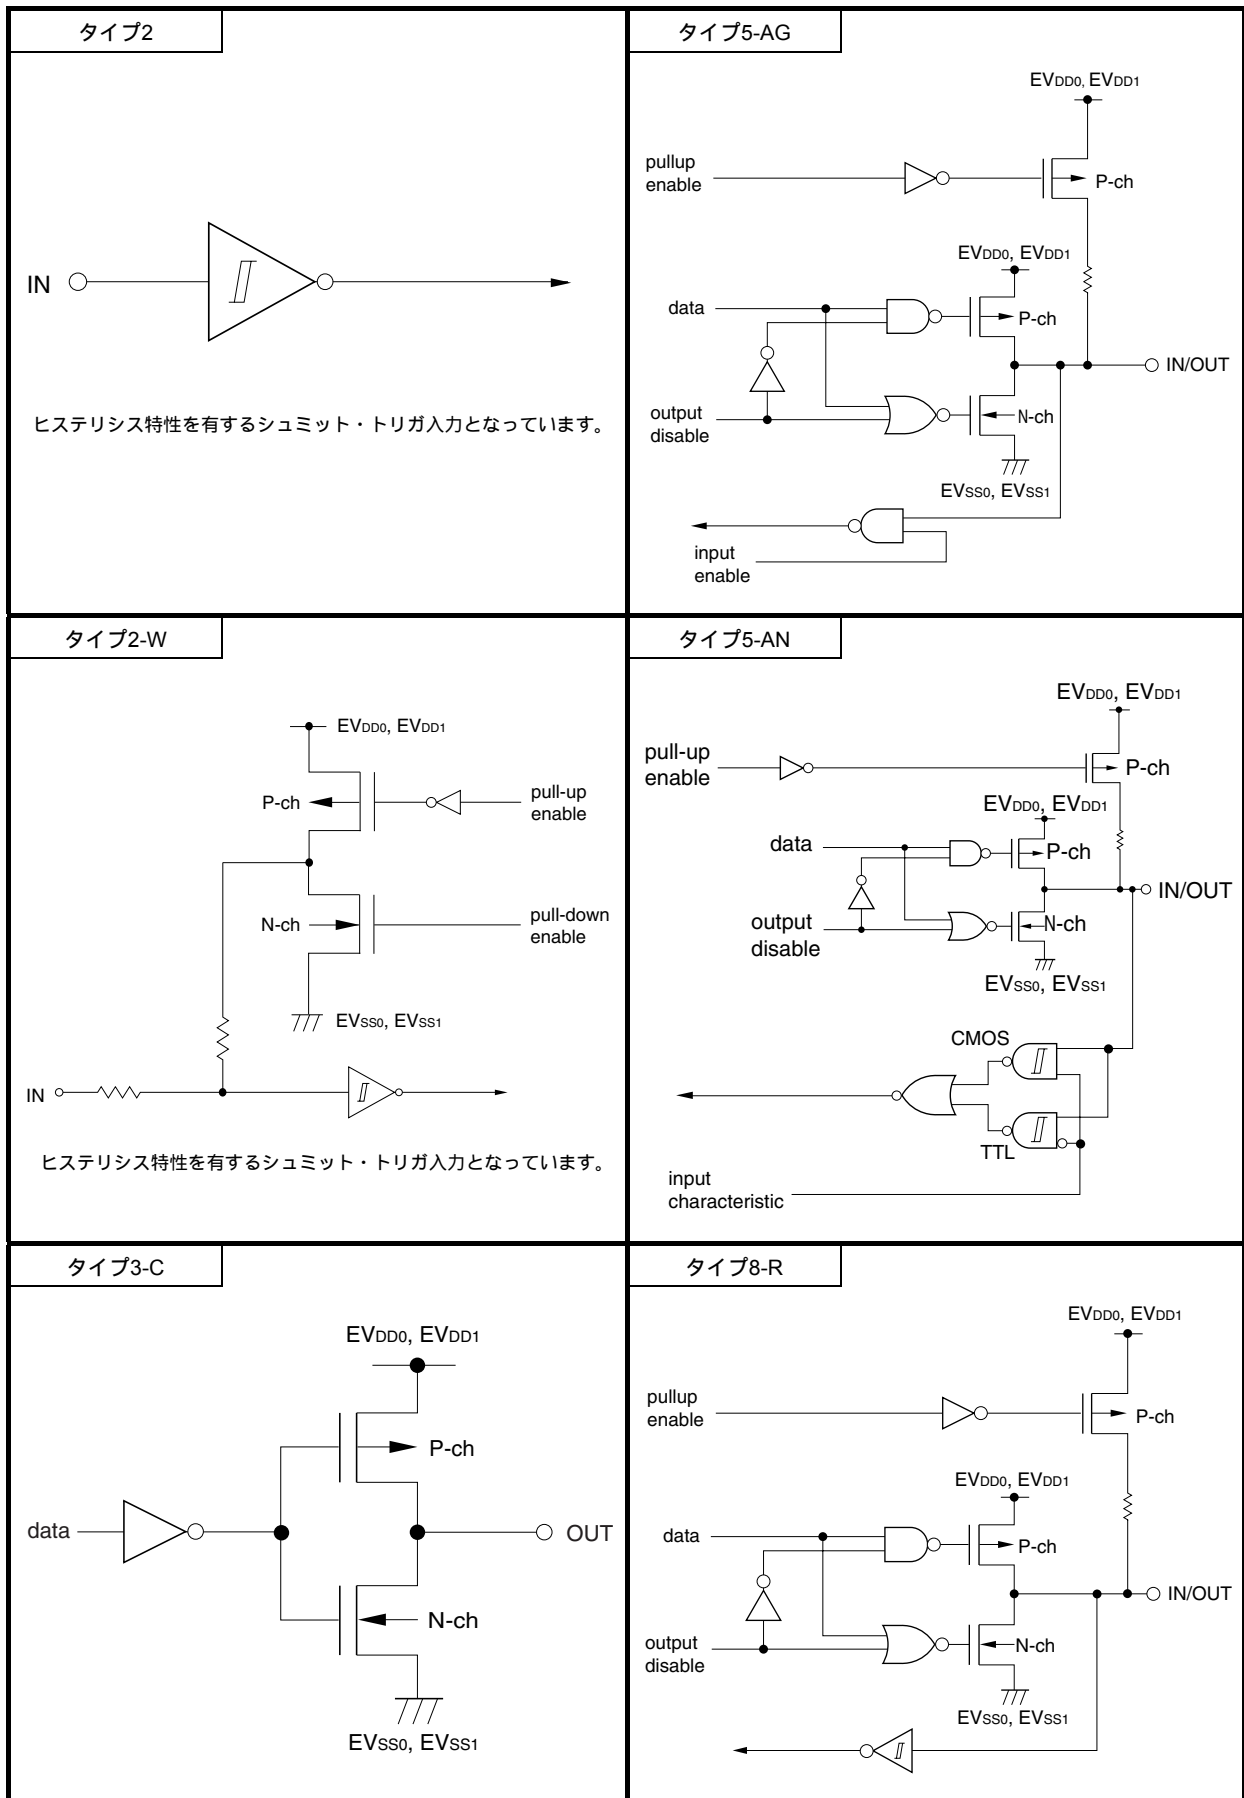 タイプ2
IN
ヒステリシス特性を有するシュミット・トリガ入力となっています。
タイプ5-AG
EVDD0, EVDD1
pullup
enable
P-ch
EVDD0, EVDD1
data
P-ch
IN/OUT
output
disable
N-ch
EVSS0, EVSS1
input
enable
タイプ2-W
EVDD0, EVDD1
P-ch
pull-up
enable
N-ch
pull-down
enable
EVSS0, EVSS1
IN
ヒステリシス特性を有するシュミット・トリガ入力となっています。
タイプ5-AN
EVDD0, EVDD1
pull-up
enable
P-ch
EVDD0, EVDD1
data
P-ch
IN/OUT
output
disable
N-ch
EVSS0, EVSS1
CMOS
TTL
input
characteristic
タイプ3-C
EVDD0, EVDD1
P-ch
data
OUT
N-ch
EVSS0, EVSS1
タイプ8-R
EVDD0, EVDD1
pullup
enable
P-ch
EVDD0, EVDD1
data
P-ch
IN/OUT
output
disable
N-ch
EVSS0, EVSS1